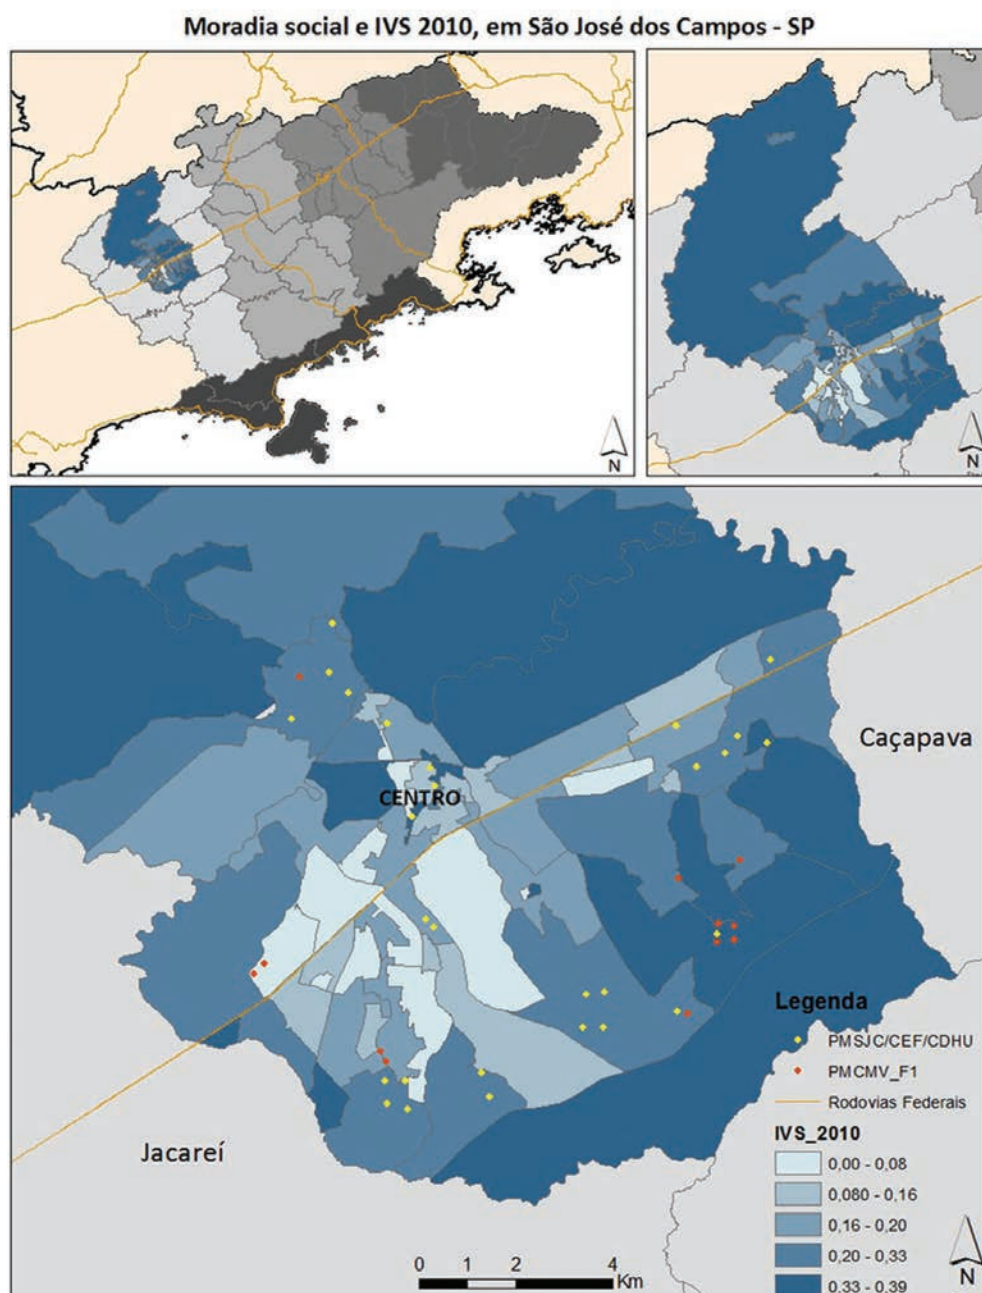 Moradia social e IVS 2010, em São José dos Campos - SP
N
N
Caçapava
CENTRO
Legenda
PMSJC/CEF/CDHU
PMCMV_F1
Rodovias Federais
IVS_2010
0,00 - 0,08
0,080 - 0,16
0,16 - 0,20
0,20 - 0,33
0,33 - 0,39
Jacareí
0 1 2 4
Km
N